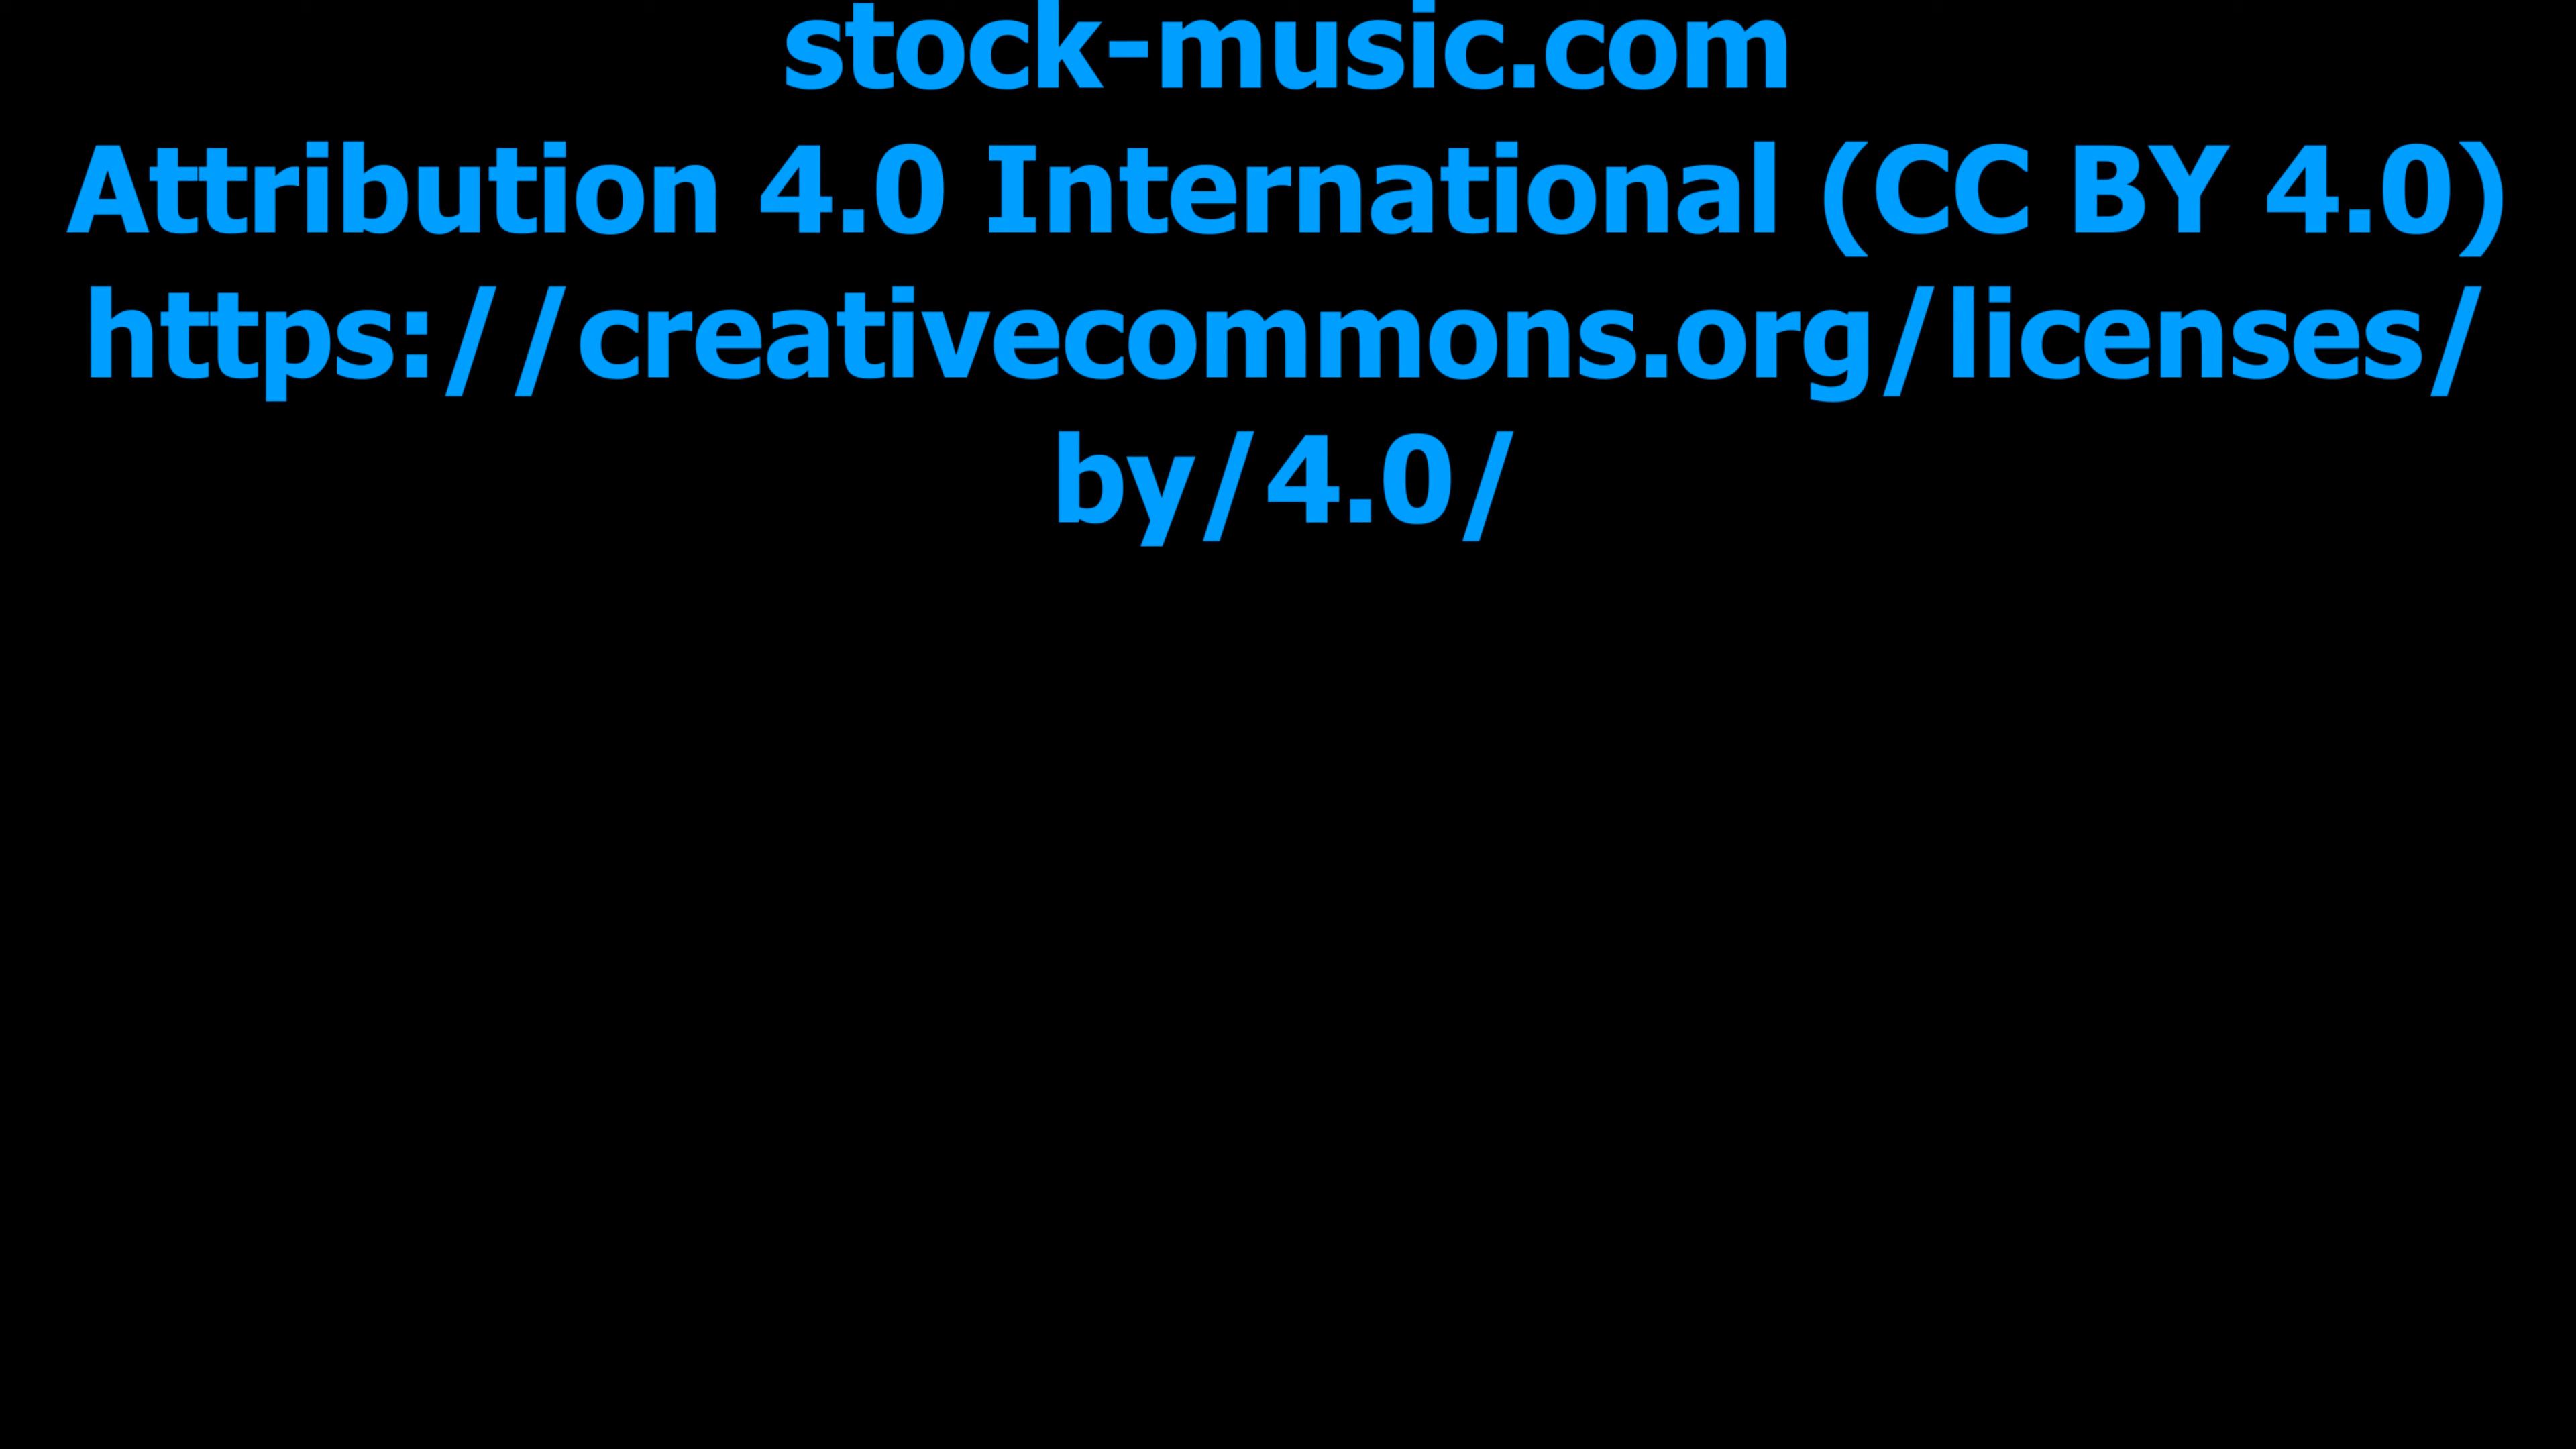 stock-music.com
Attribution 4.0 International (CC BY 4.0)
https://creativecommons.org/licenses/
by/4.0/